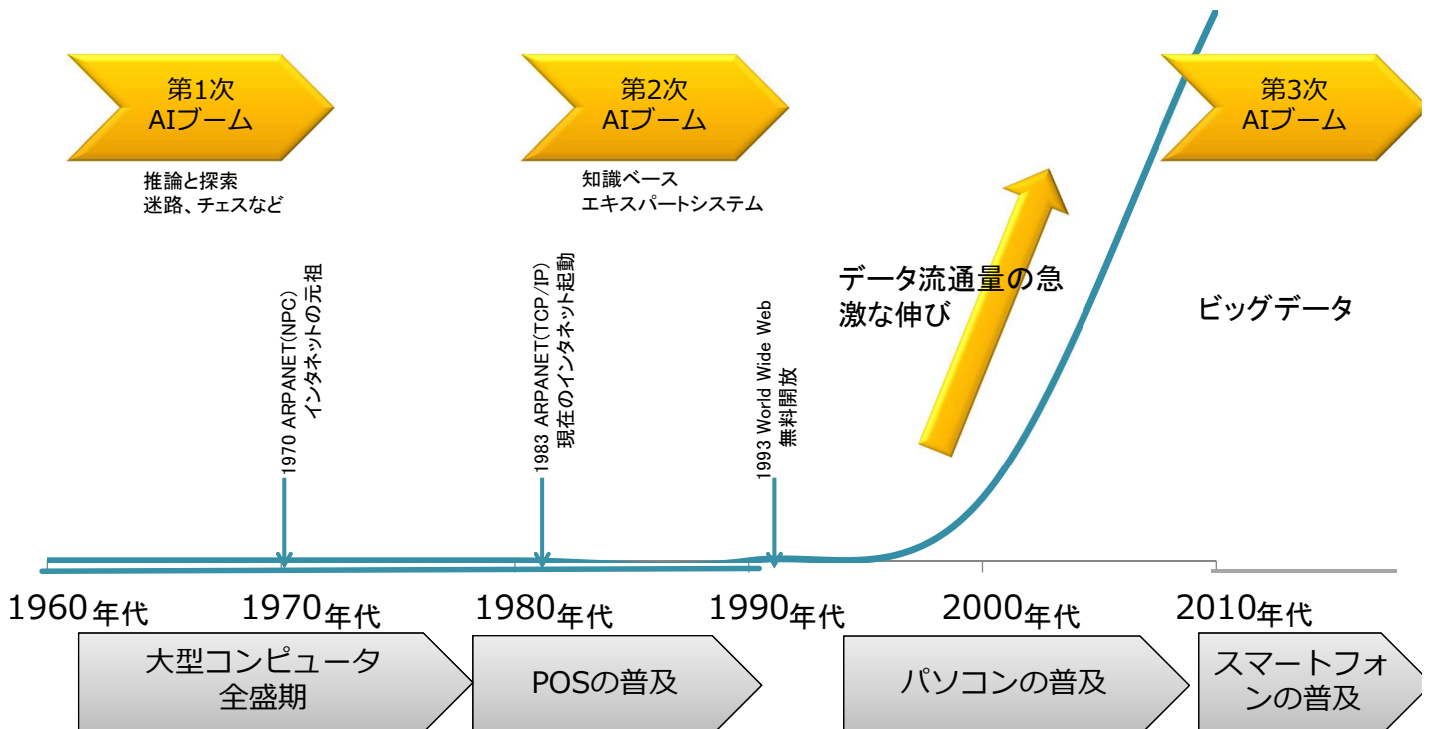 第1次
AIブーム
第2次
AIブーム
第3次
AIブーム
推論と探索
迷路、チェスなど
知識ベース
エキスパートシステム
1970 ARPANET(NPC)
インタネットの元祖
1983 ARPANET(TCP/IP)
現在のインタネット起動
1993 World Wide Web
無料開放
データ流通量の急
激な伸び
ビッグデータ
1960年代
1970年代
1980年代
1990年代
2000年代
2010年代
大型コンピュータ
全盛期
POSの普及
パソコンの普及
スマートフォ
ンの普及